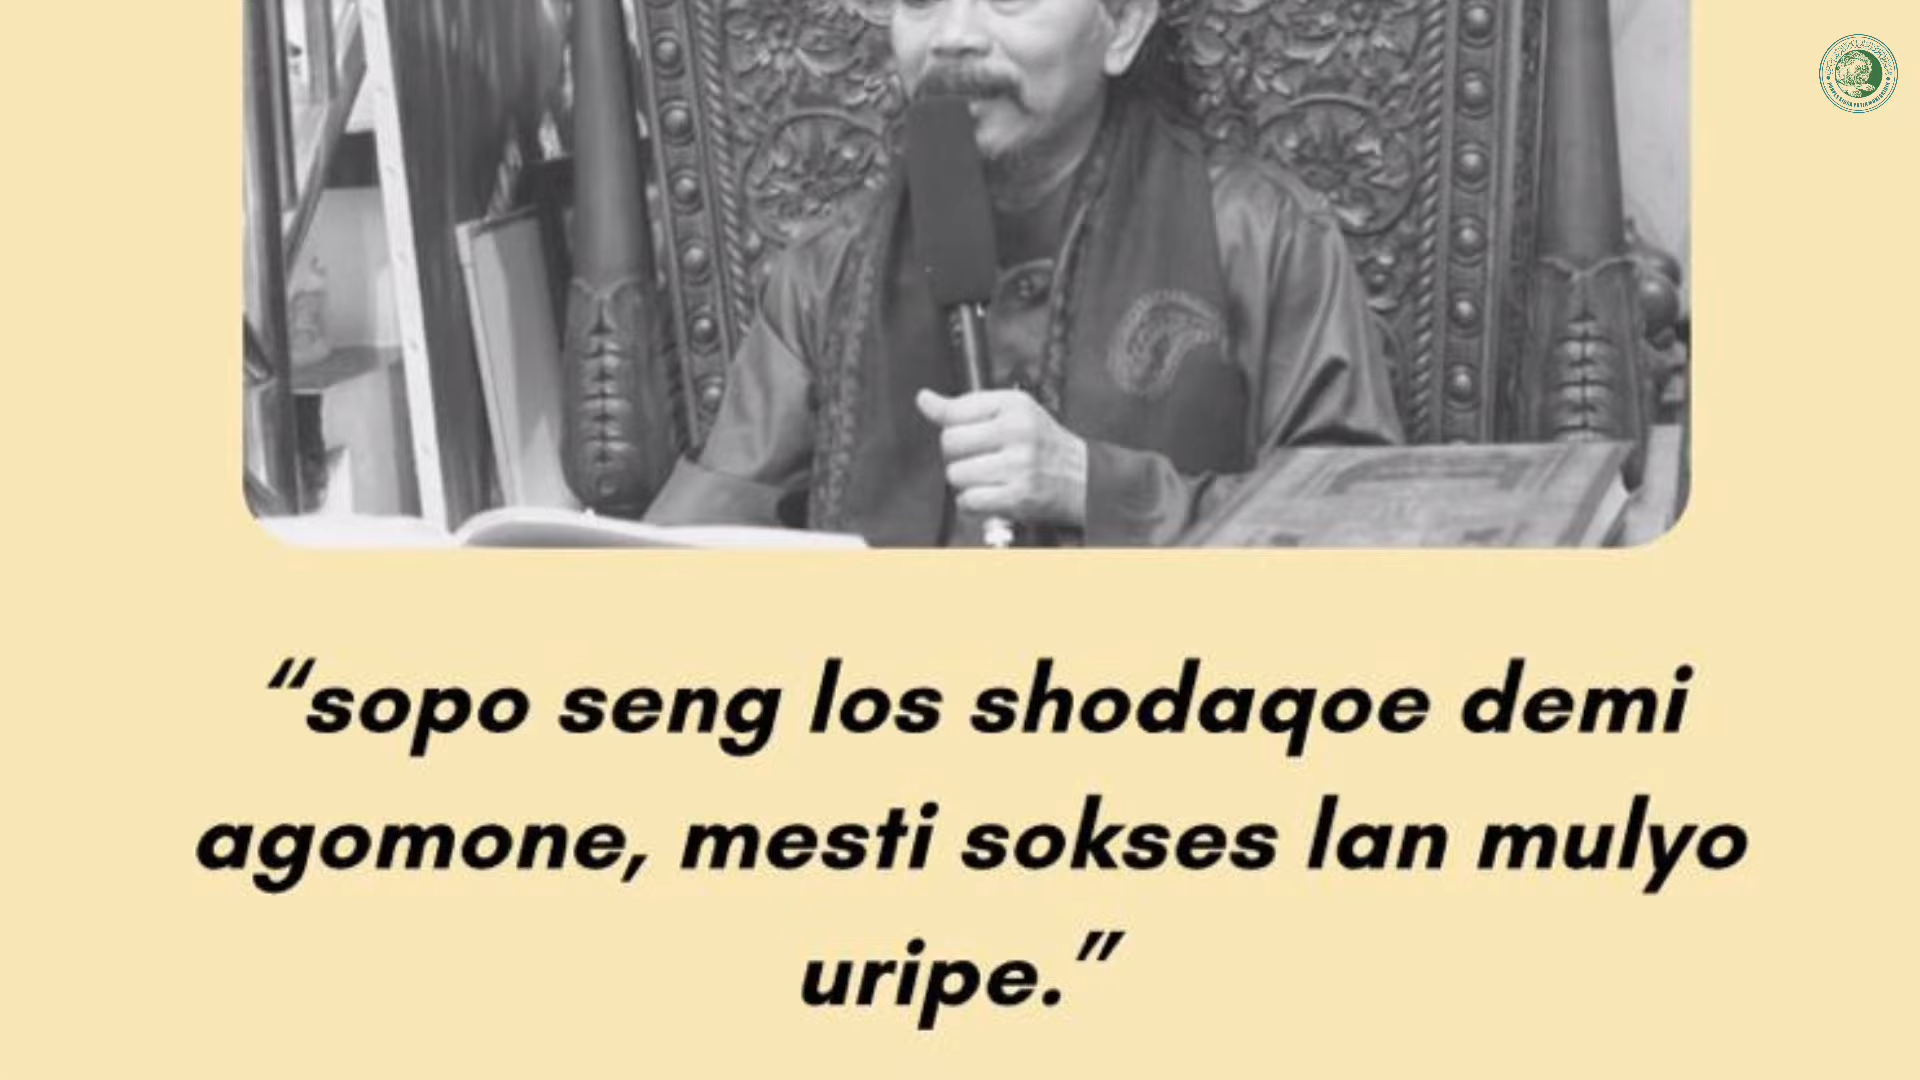 “sopo seng los shodaqoe demi
agomone, mesti sokses lan mulyo
uripe.”